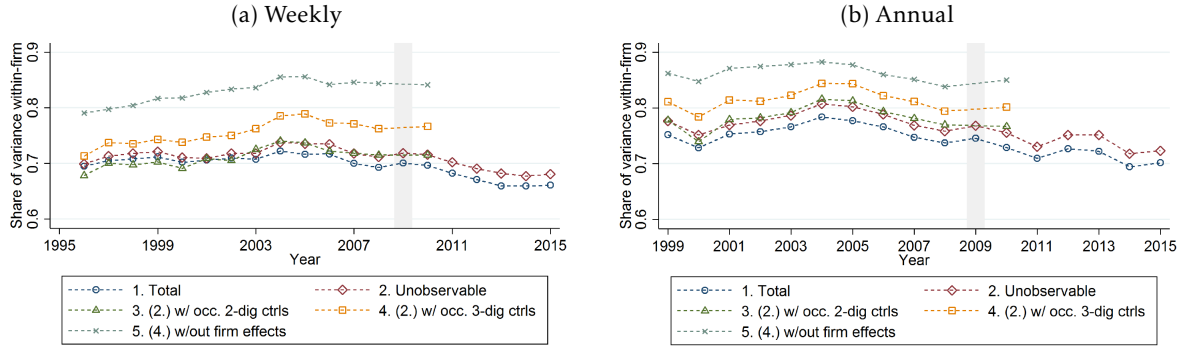 (a) Weekly
Share of variance within-firm
0.9
0.8
0.7
0.6
1995 1999 2003 2007 2011 2015
Year
1. Total
2. Unobservable
3. (2.) w/ occ. 2-dig ctrls
4. (2.) w/ occ. 3-dig ctrls
5. (4.) w/out firm effects
(b) Annual
Share of variance within-firm
0.9
0.8
0.7
0.6
1999 2001 2003 2005 2007 2009 2011 2013 2015
Year
1. Total
2. Unobservable
3. (2.) w/ occ. 2-dig ctrls
4. (2.) w/ occ. 3-dig ctrls
5. (4.) w/out firm effects